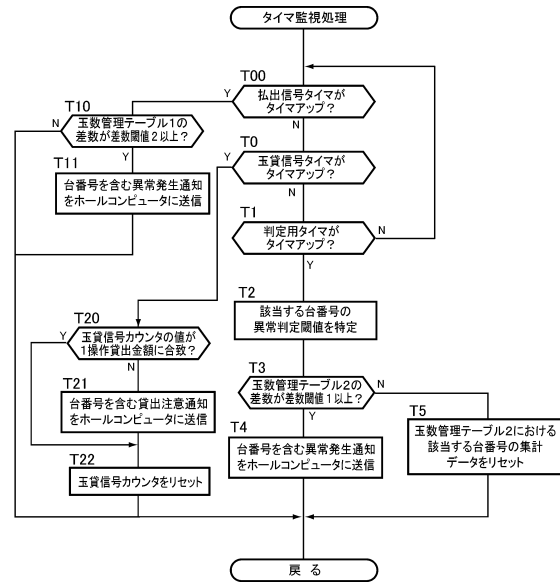 タイマ監視処理
T00
払出信号タイマが
タイマアップ？
Y
N
T10
玉数管理テーブル1の
差数が差数閾値2以上？
N
Y
T0
玉貸信号タイマが
タイマアップ？
Y
N
T11
台番号を含む異常発生通知
をホールコンピュータに送信
T1
判定用タイマが
タイマアップ？
N
Y
T2
該当する台番号の
異常判定閾値を特定
T20
玉貸信号カウンタの値が
1操作貸出金額に合致？
Y
N
T3
玉数管理テーブル2の
差数が差数閾値1以上？
N
Y
T21
台番号を含む貸出注意通知
をホールコンピュータに送信
T4
台番号を含む異常発生通知
をホールコンピュータに送信
T5
玉数管理テーブル2における
該当する台番号の集計
データをリセット
T22
玉貸信号カウンタをリセット
戻 る